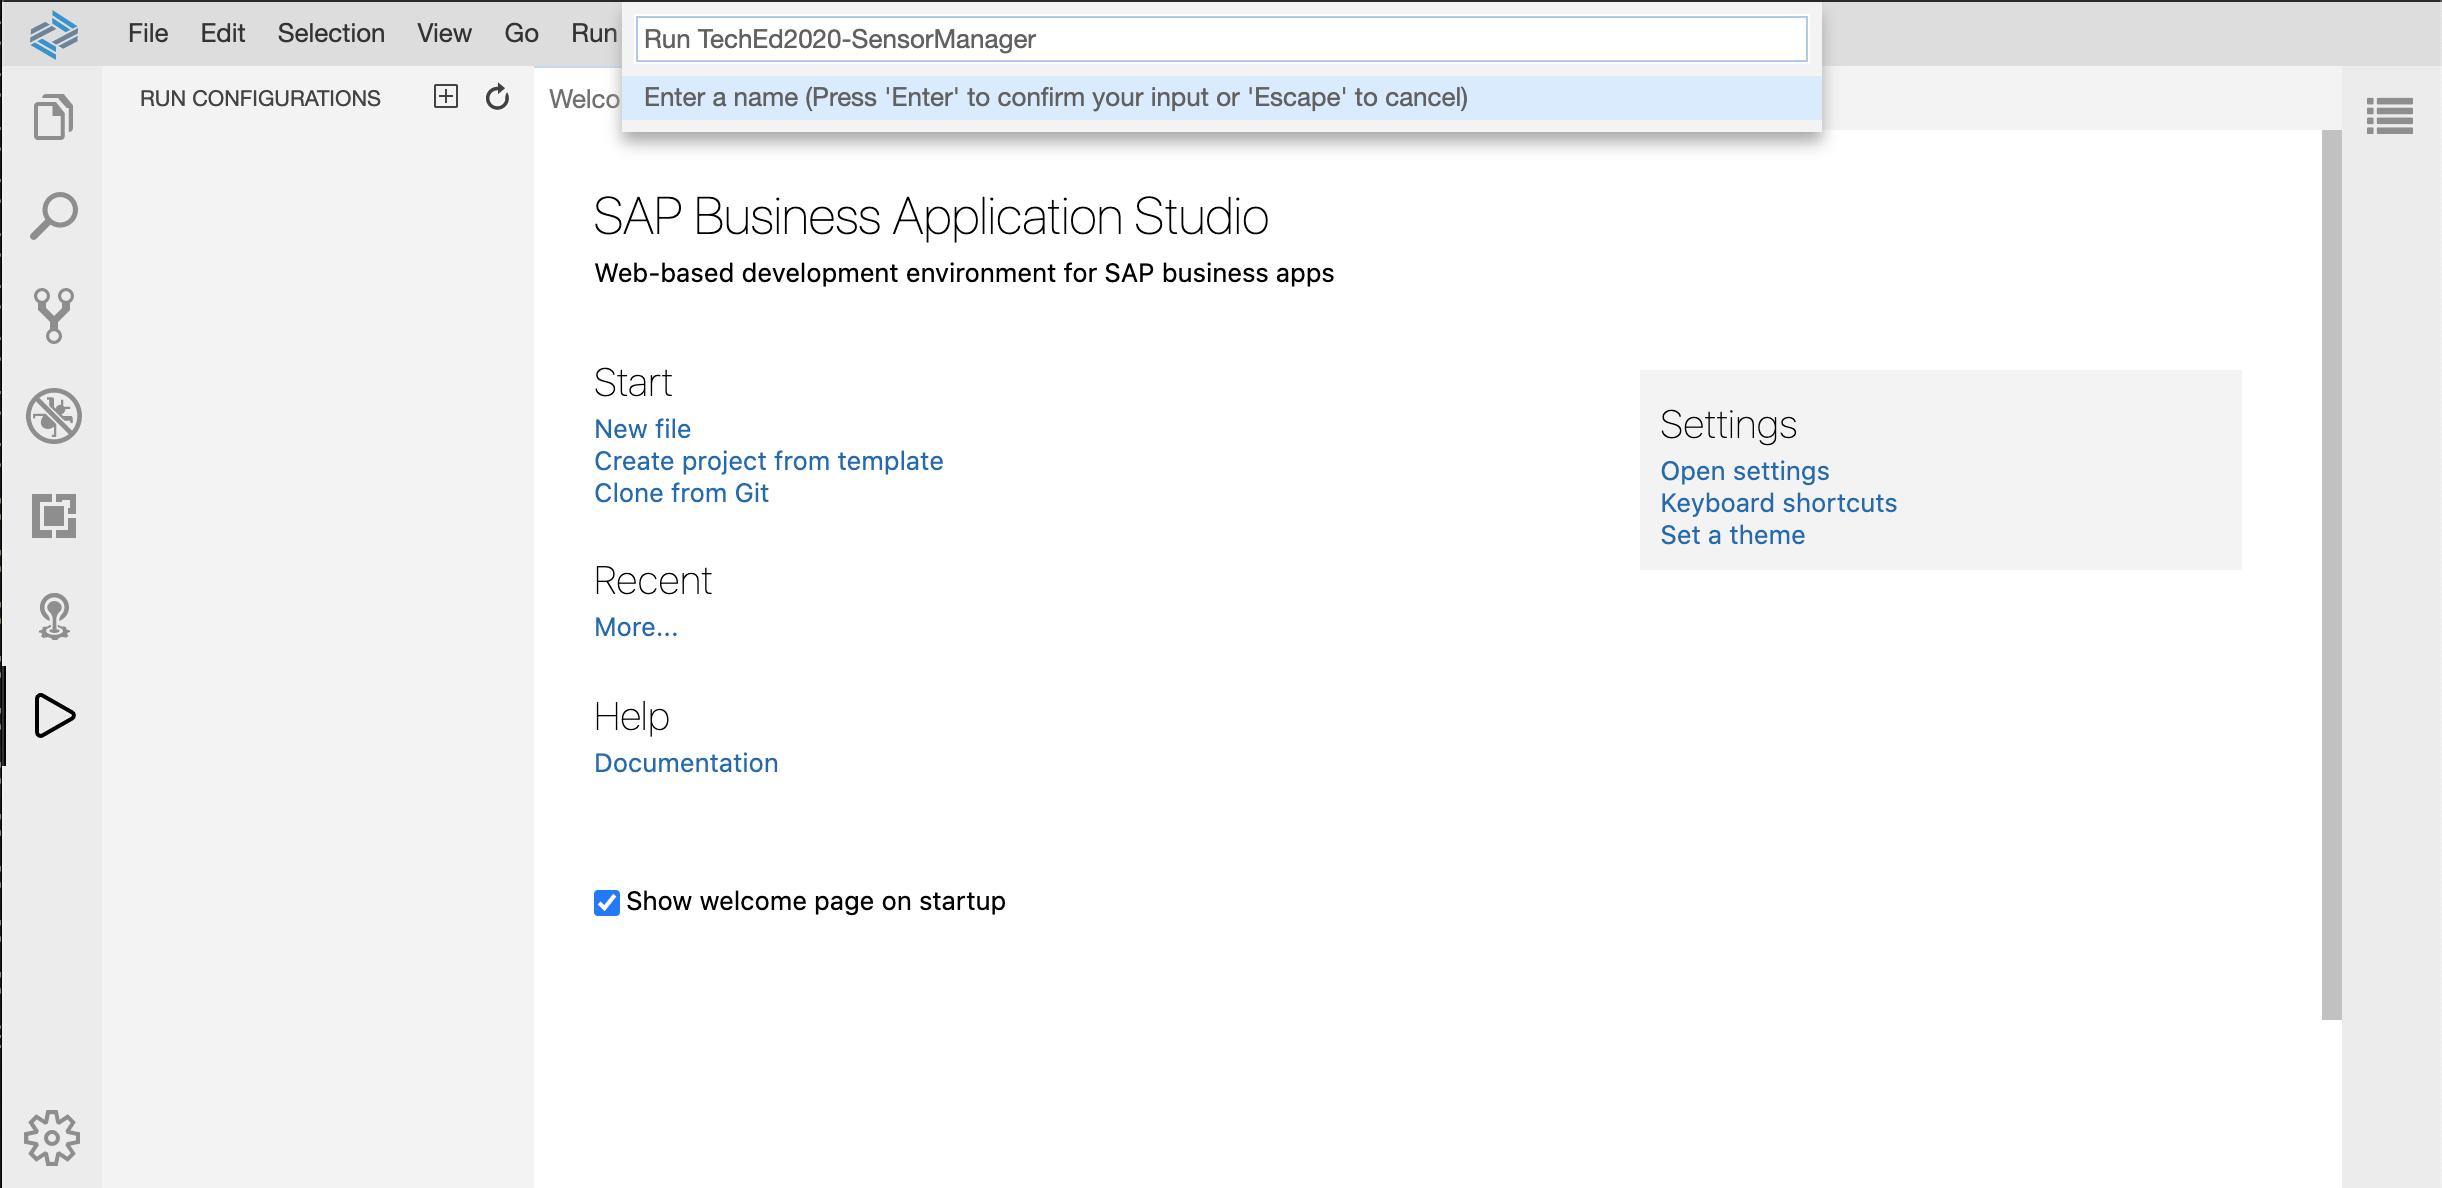 File Edit Selection View Go Run
Run TechEd2020-SensorManager
Enter a name (Press 'Enter' to confirm your input or 'Escape' to cancel)
RUN CONFIGURATIONS
Welco
SAP Business Application Studio
Web-based development environment for SAP business apps
Start
New file
Create project from template
Clone from Git
Recent
More...
Help
Documentation
Show welcome page on startup
Settings
Open settings
Keyboard shortcuts
Set a theme